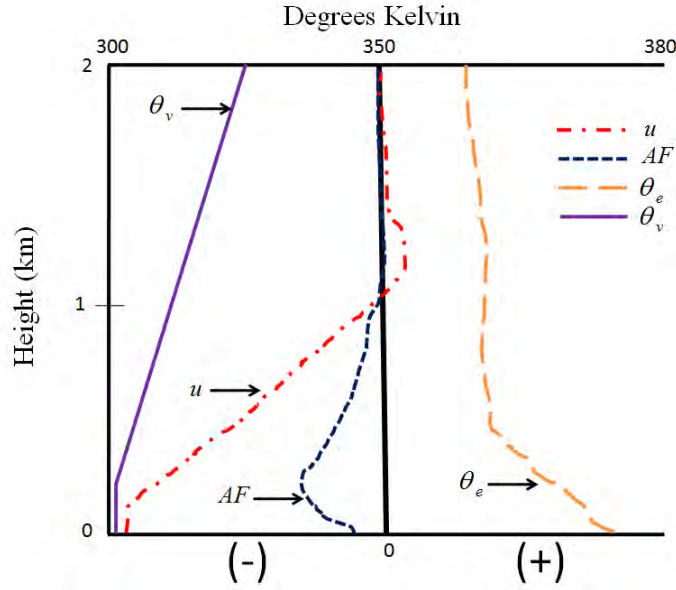 Degrees Kelvin
300 350 380
2
θv
u
AF
θe
θv
Height (km)
1
u
AF
θe
0
0
(-) (+)